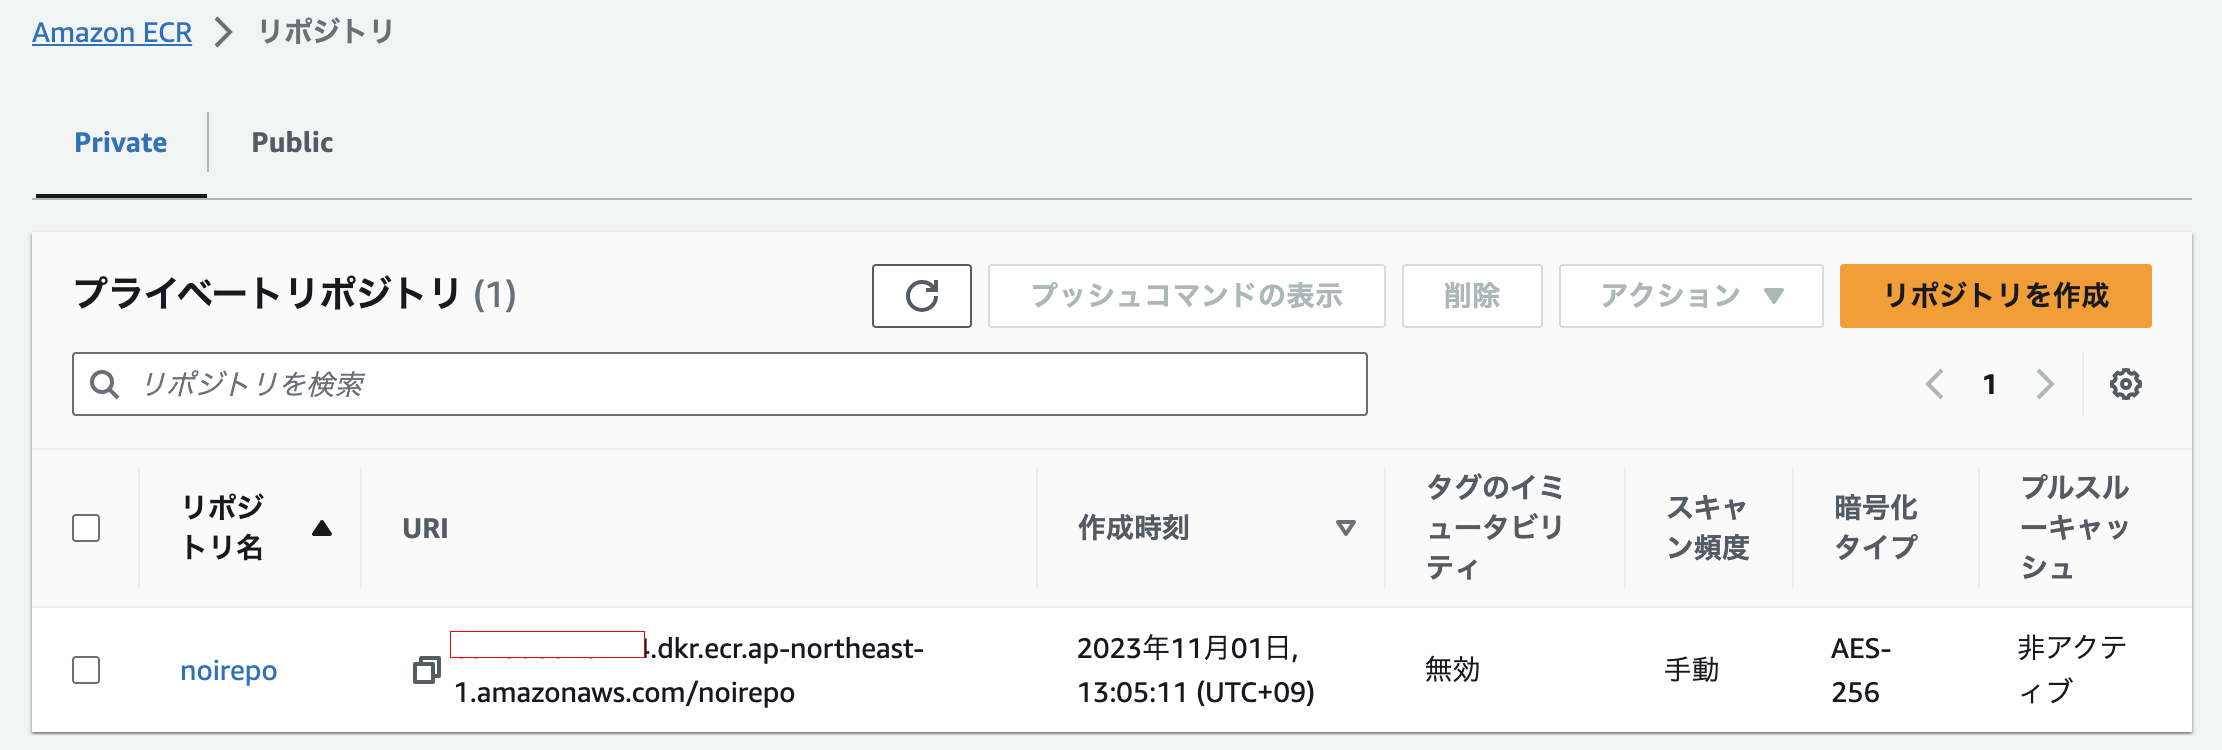 Amazon ECR > リポジトリ
Private
Public
プライベートリポジトリ (1)
プッシュコマンドの表示
削除
アクション
リポジトリを作成
リポジトリを検索
1
リポジ
トリ名
URI
作成時刻
タグのイミ
ュータビリ
ティ
スキャ
ン頻度
暗号化
タイプ
プルスル
ーキャッ
シュ
noirepo
.dkr.ecr.ap-northeast-
1.amazonaws.com/noirepo
2023年11月01日,
13:05:11 (UTC+09)
無効
手動
AES-
256
非アクテ
ィブ